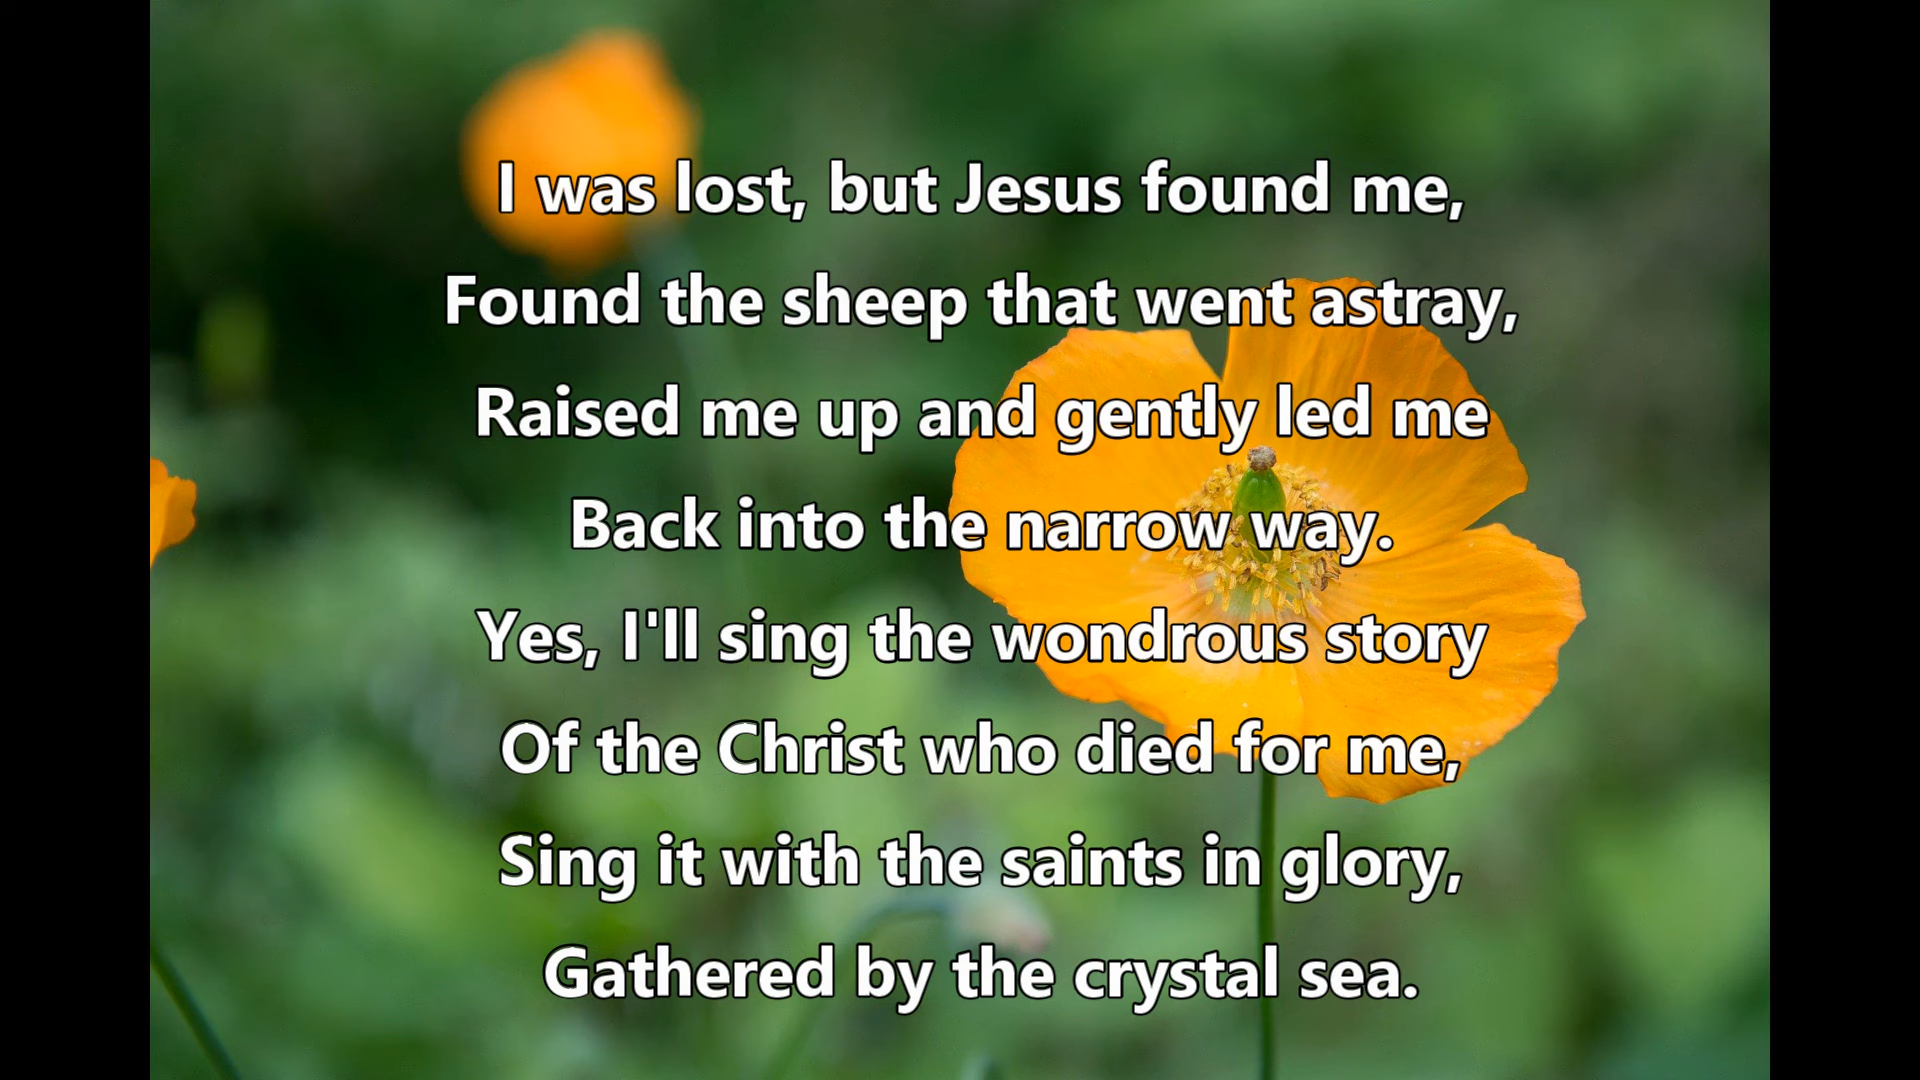 I was lost, but Jesus found me,
Found the sheep that went astray,
Raised me up and gently led me
Back into the narrow way.
Yes, I'll sing the wondrous story
Of the Christ who died for me,
Sing it with the saints in glory,
Gathered by the crystal sea.